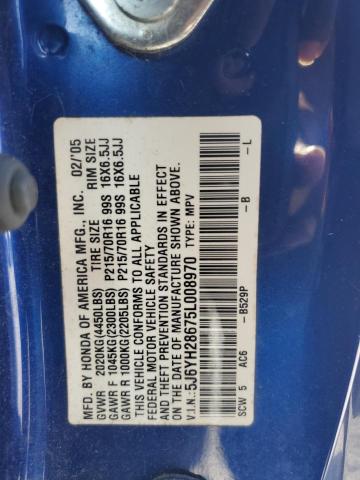 MFD. BY HONDA OF AMERICA MFG., INC. 02/'05
TIRE SIZE RIM SIZE
GVWR 2020KG(4450LBS)
GAWR F 1045KG(2300LBS) P215/70R16 99S 16X6.5JJ
GAWR R 1000KG(2205LBS) P215/70R16 99S 16X6.5JJ
THIS VEHICLE CONFORMS TO ALL APPLICABLE
FEDERAL MOTOR VEHICLE SAFETY
AND THEFT PREVENTION STANDARDS IN EFFECT
ON THE DATE OF MANUFACTURE SHOWN ABOVE.
V.I.N.: 5J6YH28675L008970 TYPE: MPV
SCW 5 AC6 -B529P -B -L